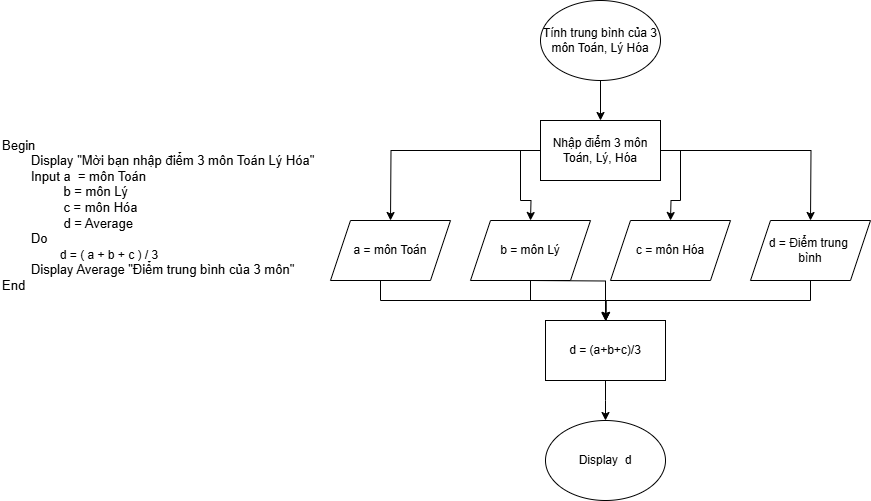 Begin
Display "Mời bạn nhập điểm 3 môn Toán Lý Hóa"
Input a = môn Toán
b = môn Lý
c = môn Hóa
d = Average
Do
d = ( a + b + c ) / 3
Display Average "Điểm trung bình của 3 môn"
End
Tính trung bình của 3
môn Toán, Lý Hóa
Nhập điểm 3 môn
Toán, Lý, Hóa
a = môn Toán
b = môn Lý
c = môn Hóa
d = Điểm trung
bình
d = (a+b+c)/3
Display d